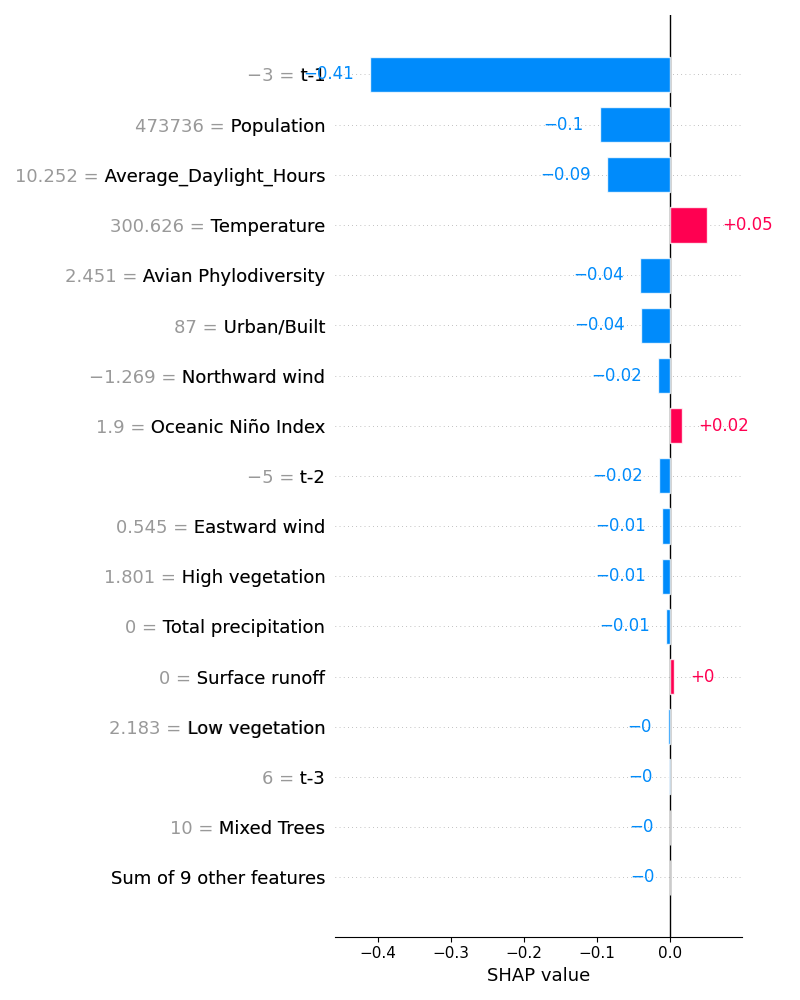 −3 = t-1 −0.41
473736 = Population −0.1
10.252 = Average_Daylight_Hours −0.09
300.626 = Temperature +0.05
2.451 = Avian Phylodiversity −0.04
87 = Urban/Built −0.04
−1.269 = Northward wind −0.02
1.9 = Oceanic Niño Index +0.02
−5 = t-2 −0.02
0.545 = Eastward wind −0.01
1.801 = High vegetation −0.01
0 = Total precipitation −0.01
0 = Surface runoff +0
2.183 = Low vegetation −0
6 = t-3 −0
10 = Mixed Trees −0
Sum of 9 other features −0
−0.4 −0.3 −0.2 −0.1 0.0
SHAP value